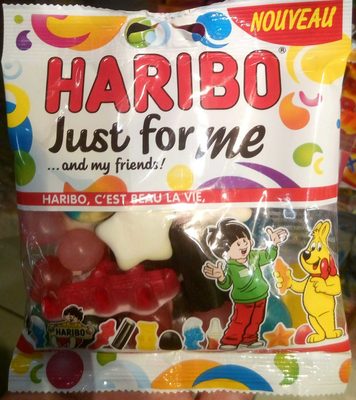 NOUVEAU
HARIBO®
Just for me
...and my friends!
HARIBO, C'EST BEAU LA VIE,
HARIBO